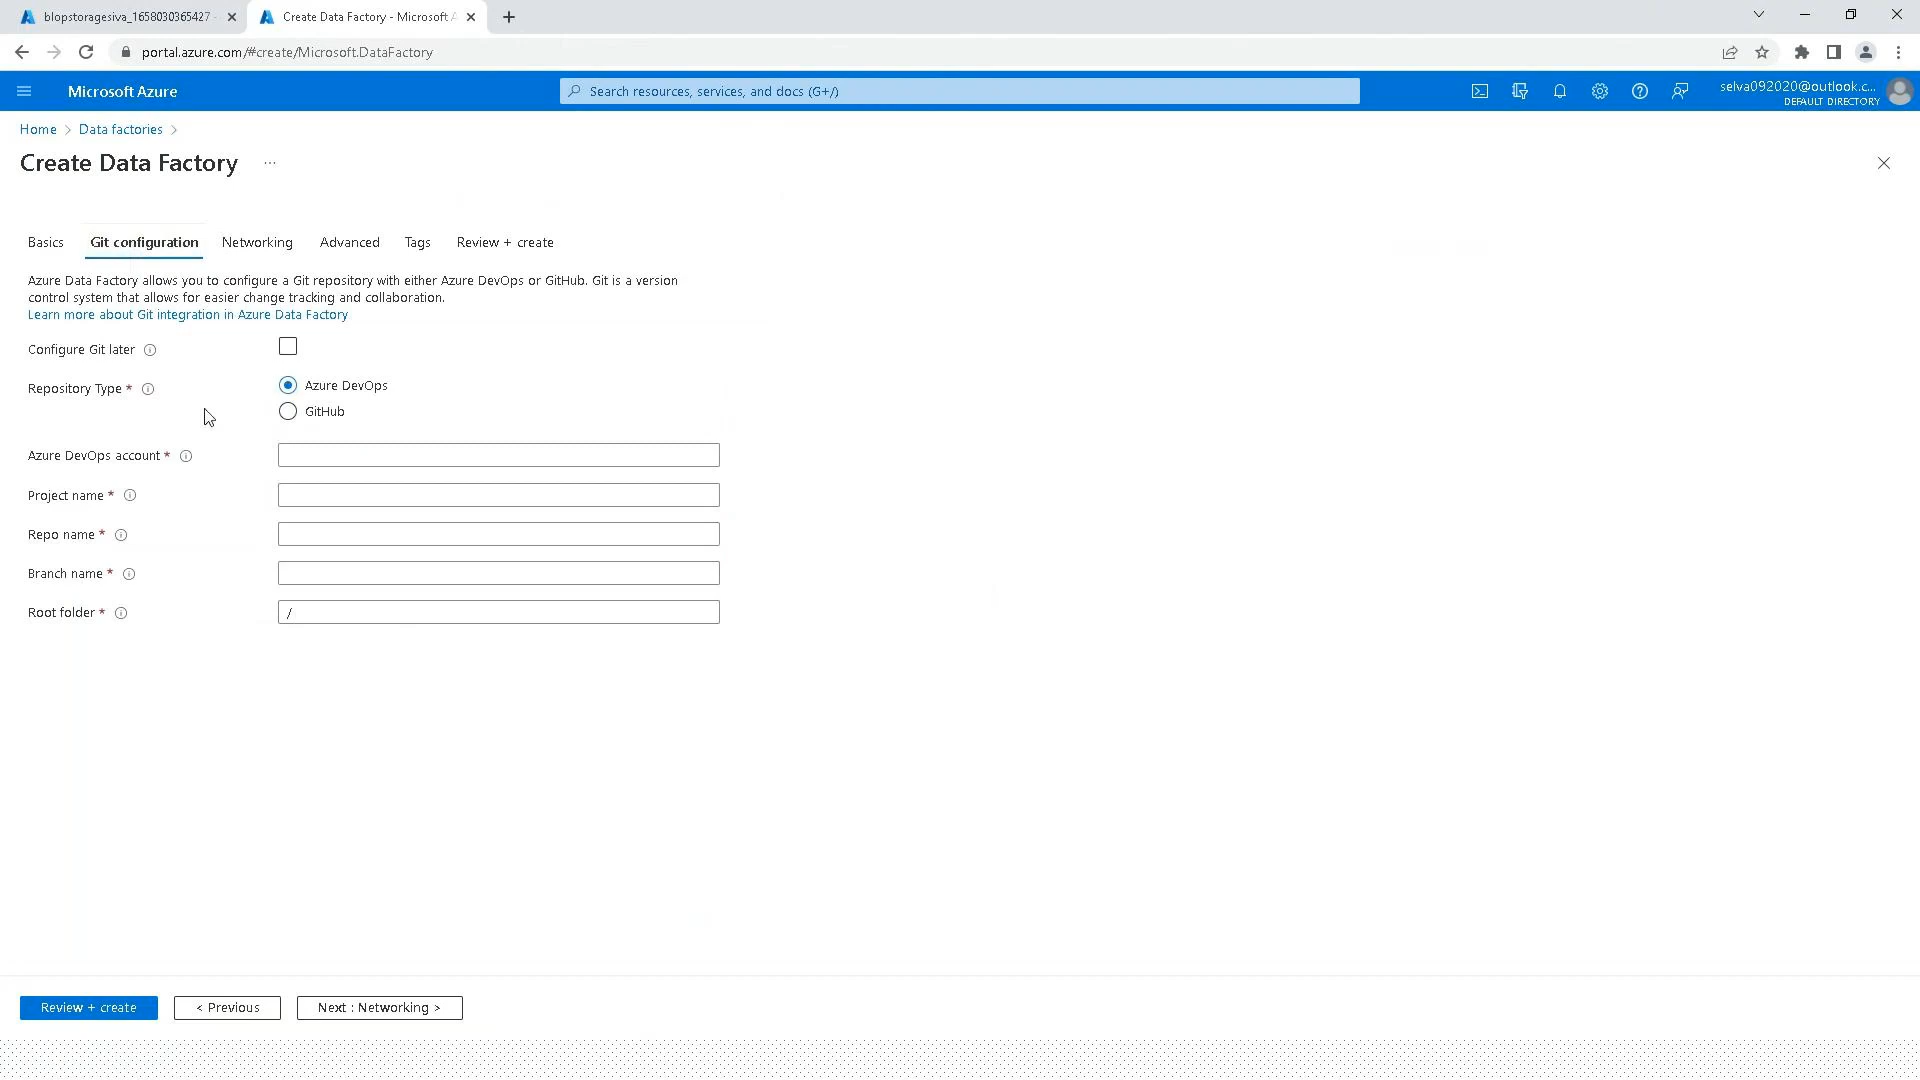 blopstoragesiva_1658030365427 -
Create Data Factory - Microsoft A
portal.azure.com/#create/Microsoft.DataFactory
Microsoft Azure
Search resources, services, and docs (G+/)
selva092020@outlook.c...
DEFAULT DIRECTORY
Home > Data factories >
Create Data Factory ...
Basics Git configuration Networking Advanced Tags Review + create
Azure Data Factory allows you to configure a Git repository with either Azure DevOps or GitHub. Git is a version
control system that allows for easier change tracking and collaboration.
Learn more about Git integration in Azure Data Factory
Configure Git later
Repository Type *
Azure DevOps
GitHub
Azure DevOps account *
Project name *
Repo name *
Branch name *
Root folder * /
Review + create < Previous Next : Networking >